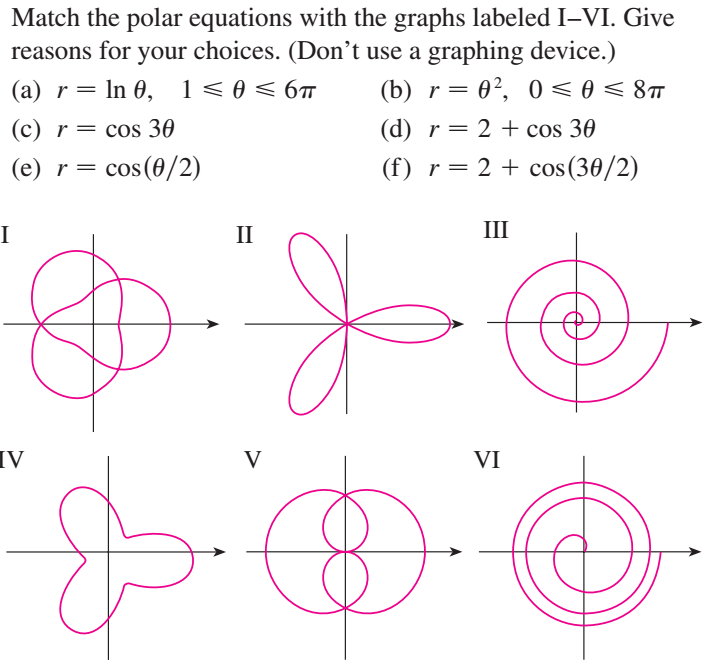 Match the polar equations with the graphs labeled I–VI. Give
reasons for your choices. (Don’t use a graphing device.)
(a) r = ln θ, 1 ⩽ θ ⩽ 6π (b) r = θ², 0 ⩽ θ ⩽ 8π
(c) r = cos 3θ (d) r = 2 + cos 3θ
(e) r = cos(θ/2) (f) r = 2 + cos(3θ/2)
I II III
IV V VI